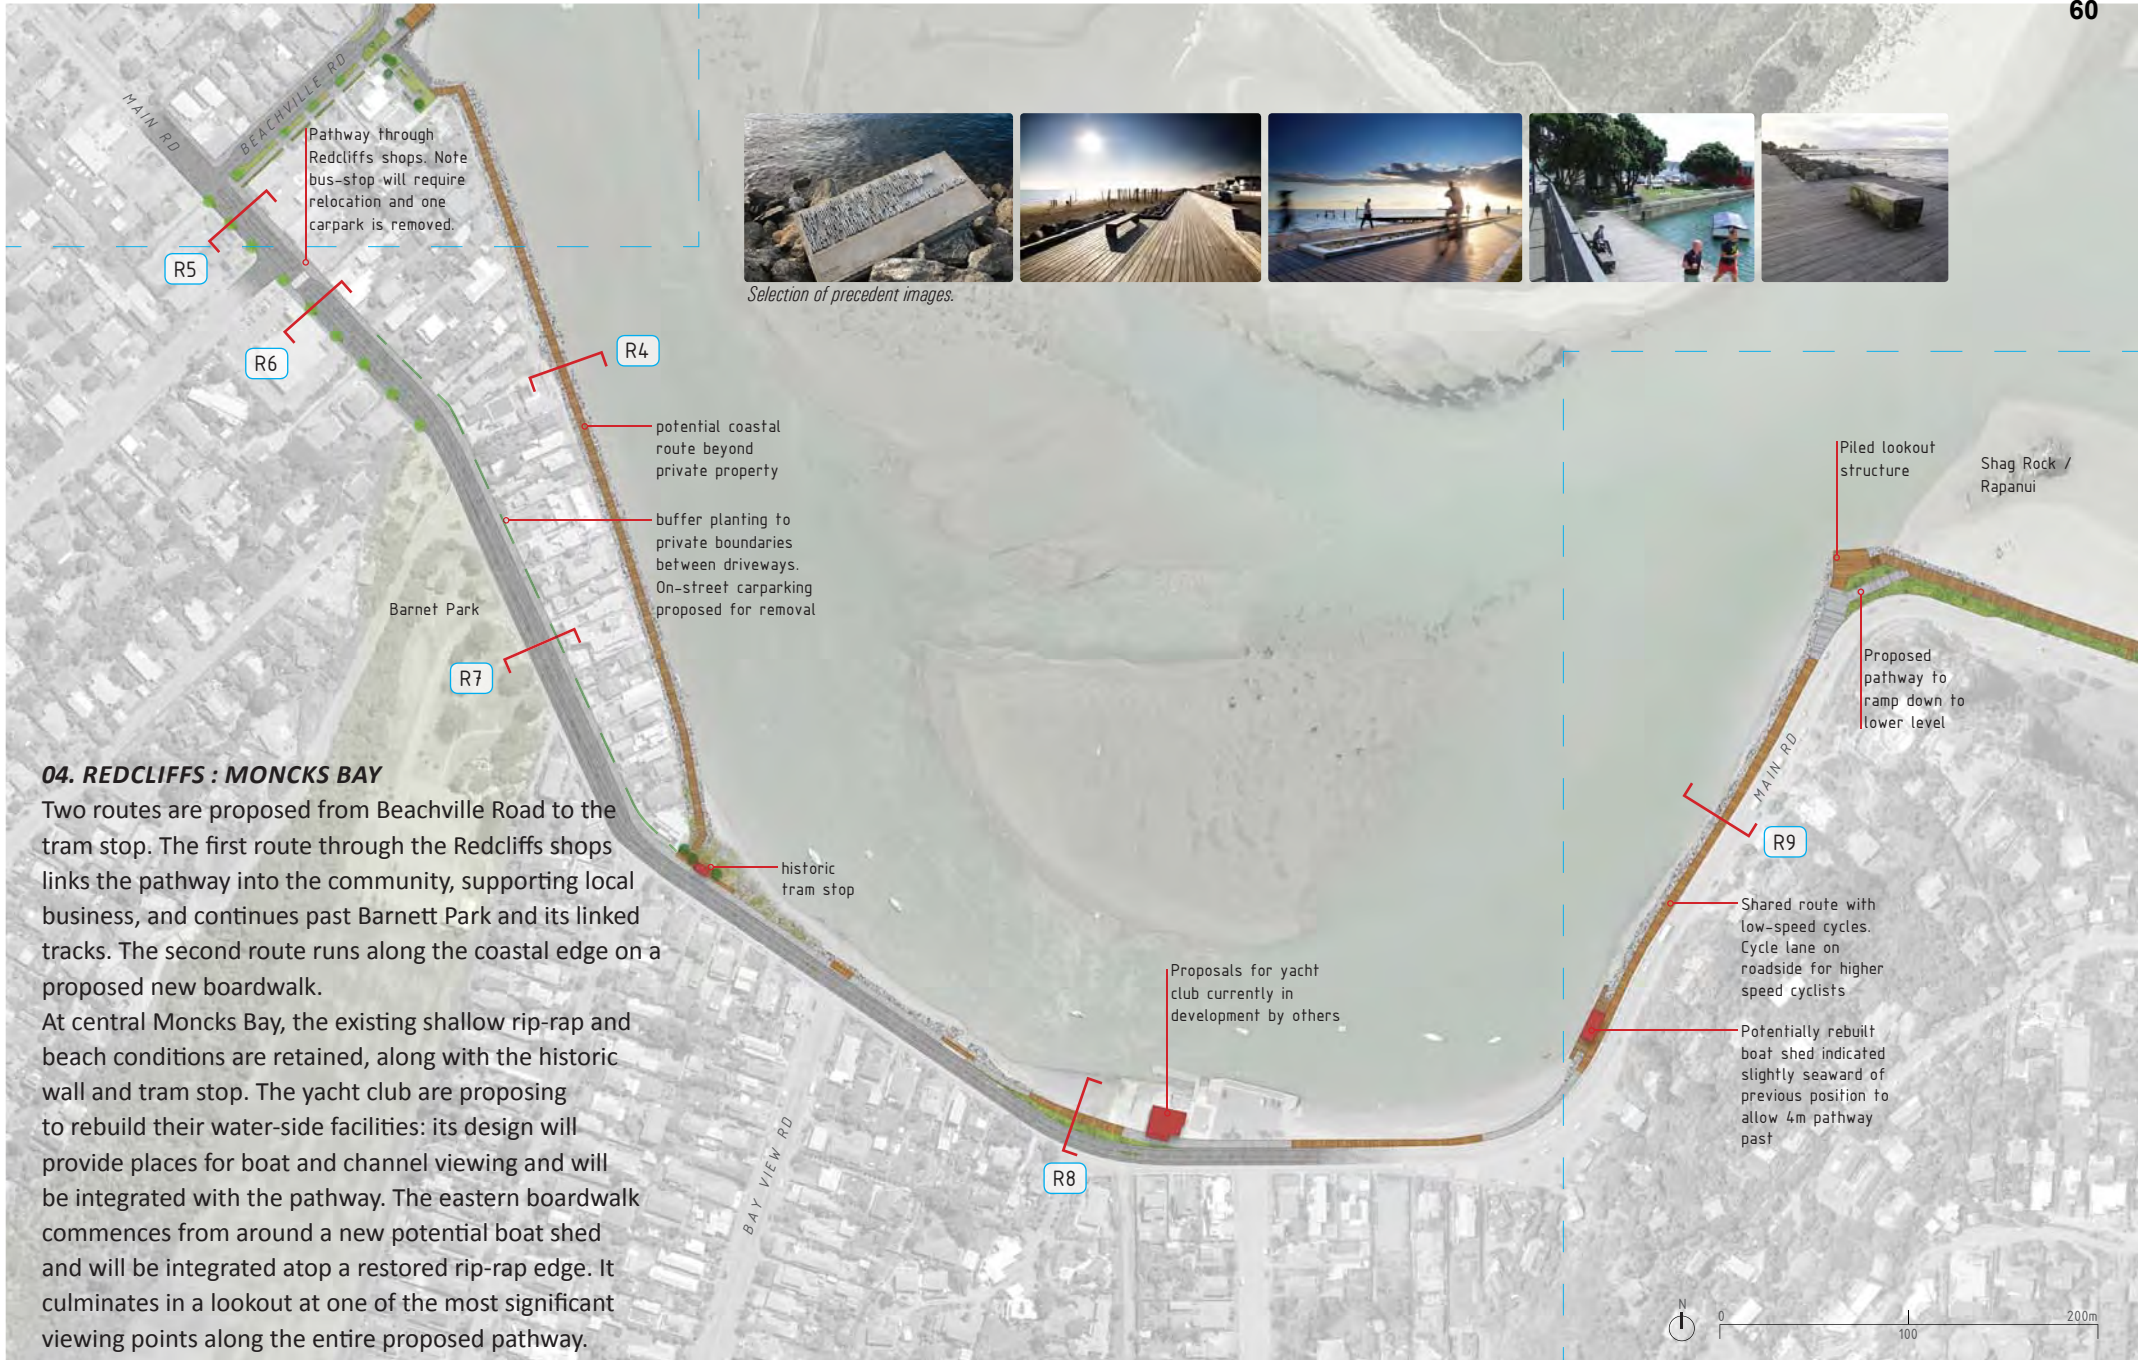 60
MAIN RD
BEACHVILLE RD
Pathway through
Redcliffs shops. Note
bus-stop will require
relocation and one
carpark is removed.
R5
R6
Selection of precedent images.
R4
potential coastal
route beyond
private property
buffer planting to
private boundaries
between driveways.
On-street carparking
proposed for removal
Barnet Park
R7
Piled lookout
structure
Shag Rock /
Rapanui
Proposed
pathway to
ramp down to
lower level
MAIN RD
R9
Shared route with
low-speed cycles.
Cycle lane on
roadside for higher
speed cyclists
Potentially rebuilt
boat shed indicated
slightly seaward of
previous position to
allow 4m pathway
past
historic
tram stop
Proposals for yacht
club currently in
development by others
R8
BAY VIEW RD
04. REDCLIFFS : MONCKS BAY
Two routes are proposed from Beachville Road to the
tram stop. The first route through the Redcliffs shops
links the pathway into the community, supporting local
business, and continues past Barnett Park and its linked
tracks. The second route runs along the coastal edge on a
proposed new boardwalk.
At central Moncks Bay, the existing shallow rip-rap and
beach conditions are retained, along with the historic
wall and tram stop. The yacht club are proposing
to rebuild their water-side facilities: its design will
provide places for boat and channel viewing and will
be integrated with the pathway. The eastern boardwalk
commences from around a new potential boat shed
and will be integrated atop a restored rip-rap edge. It
culminates in a lookout at one of the most significant
viewing points along the entire proposed pathway.
N
0
100
200m